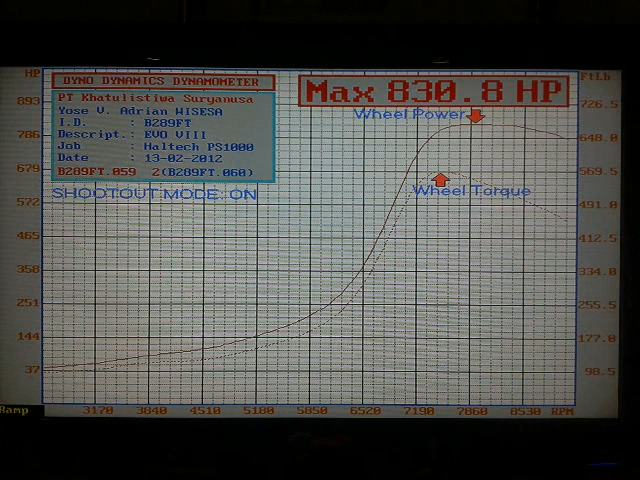 HP
DYNO DYNAMICS DYNAMOMETER
Max 830.8 HP
FtLb
PT Khatulistiwa Suryanusa
Yose V. Adrian WISESA
I.D. : B289FT
Descript.: EVO VIII
Job : Haltech PS1000
Date : 13-02-2012
B289FT.059 2(B289FT.060)
SHOOTOUT MODE: ON
Wheel Power
Wheel Torque
893
786
679
572
465
358
251
144
37
726.5
648.0
569.5
491.0
412.5
334.0
255.5
177.0
98.5
Ramp
3170 3840 4510 5180 5850 6520 7190 7860 8530 RPM